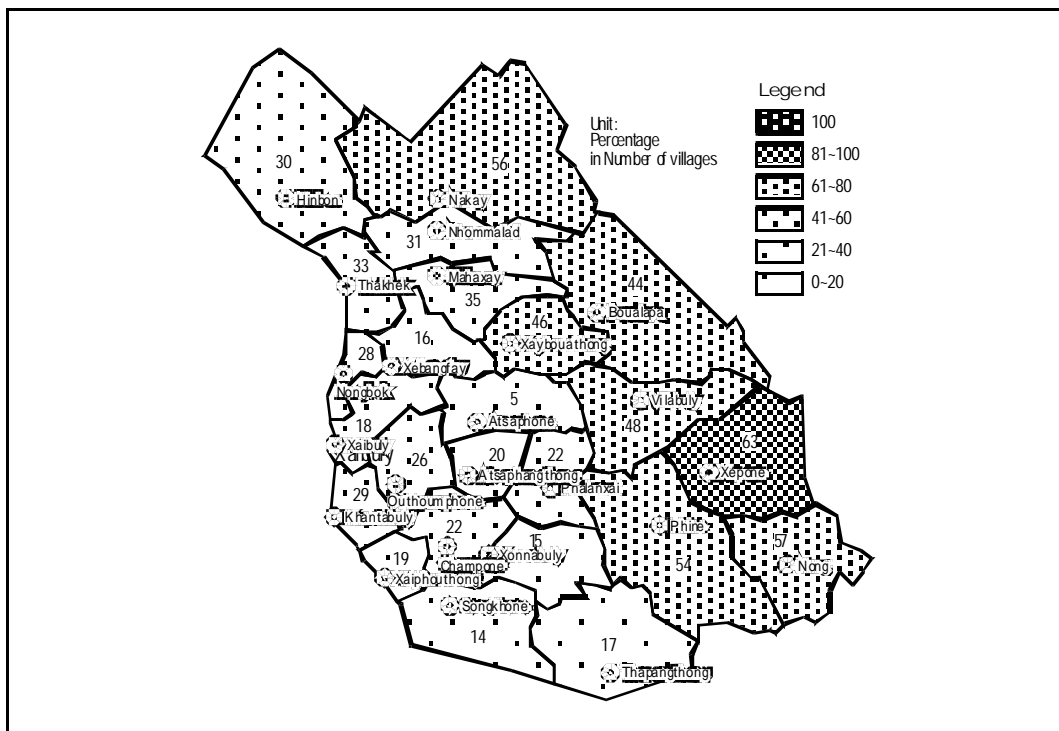 Legend
100
81~100
61~80
41~60
21~40
0~20
Unit:
Percentage
in Number of villages
30
Hinbon
56
Nakay
31
Nhommalad
33
Thakhek
Mahaxay
35
44
Boualapa
46
Xaybouathong
16
28
Xebangfay
Nongbok
5
Atsaphone
Vilabuly
48
18
Xaibuly
63
Xepone
26
20
Atsaphangthong
22
Phalanxai
29
Outhoumphone
Khantabuly
22
Champone
15
Xonnabuly
Phine
54
57
Nong
19
Xaiphouthong
Songkhone
14
17
Thapangthong